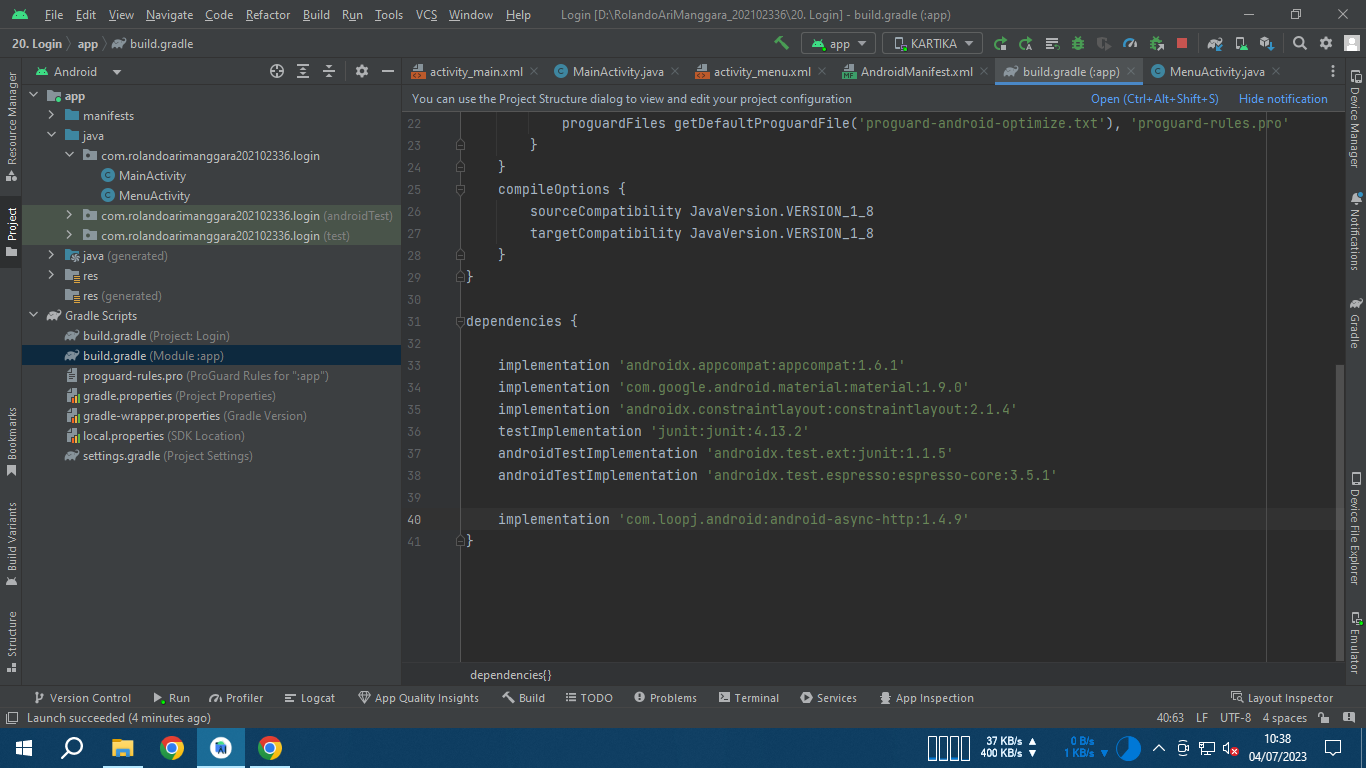 File Edit View Navigate Code Refactor Build Run Tools VCS Window Help Login [D:\RolandoAriManggara_202102336\20. Login] - build.gradle (:app)
20. Login app build.gradle app KARTIKA
Android
activity_main.xml MainActivity.java activity_menu.xml AndroidManifest.xml build.gradle (:app) MenuActivity.java
You can use the Project Structure dialog to view and edit your project configuration Open (Ctrl+Alt+Shift+S) Hide notification
Resource Manager
Project
Bookmarks
Build Variants
Structure
app
manifests
java
com.rolandoarimanggara202102336.login
MainActivity
MenuActivity
com.rolandoarimanggara202102336.login (androidTest)
com.rolandoarimanggara202102336.login (test)
java (generated)
res
res (generated)
Gradle Scripts
build.gradle (Project: Login)
build.gradle (Module :app)
proguard-rules.pro (ProGuard Rules for ":app")
gradle.properties (Project Properties)
gradle-wrapper.properties (Gradle Version)
local.properties (SDK Location)
settings.gradle (Project Settings)
22 proguardFiles getDefaultProguardFile('proguard-android-optimize.txt'), 'proguard-rules.pro'
23 }
24 }
25 compileOptions {
26 sourceCompatibility JavaVersion.VERSION_1_8
27 targetCompatibility JavaVersion.VERSION_1_8
28 }
29 }
30
31 dependencies {
32
33 implementation 'androidx.appcompat:appcompat:1.6.1'
34 implementation 'com.google.android.material:material:1.9.0'
35 implementation 'androidx.constraintlayout:constraintlayout:2.1.4'
36 testImplementation 'junit:junit:4.13.2'
37 androidTestImplementation 'androidx.test.ext:junit:1.1.5'
38 androidTestImplementation 'androidx.test.espresso:espresso-core:3.5.1'
39
40 implementation 'com.loopj.android:android-async-http:1.4.9'
41 }
dependencies{}
Device Manager
Notifications
Gradle
Device File Explorer
Emulator
Version Control Run Profiler Logcat App Quality Insights Build TODO Problems Terminal Services App Inspection Layout Inspector
Launch succeeded (4 minutes ago) 40:63 LF UTF-8 4 spaces
37 KB/s
400 KB/s
0 B/s
1 KB/s
10:38
04/07/2023